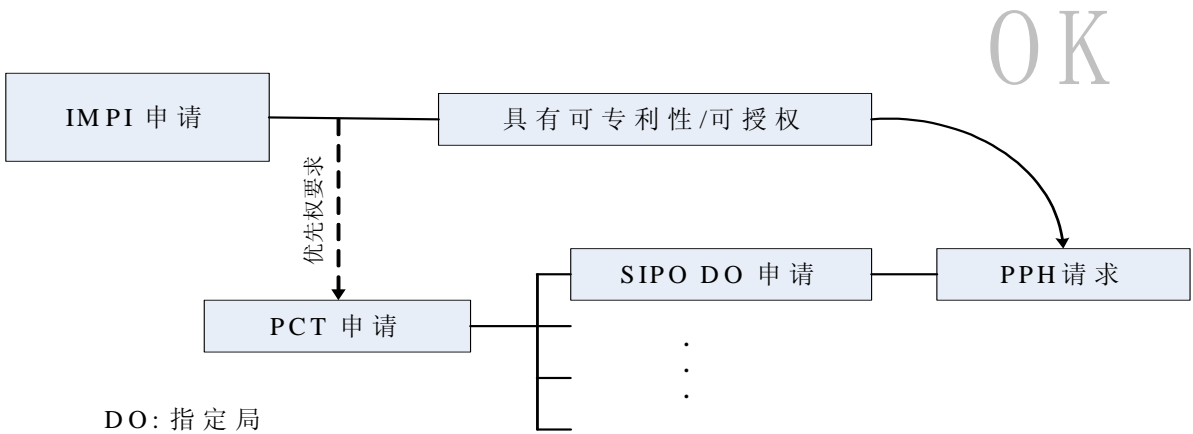 OK
IMPI 申请
具有可专利性/可授权
优先权要求
SIPO DO 申请
PPH请求
PCT 申请
DO: 指定局